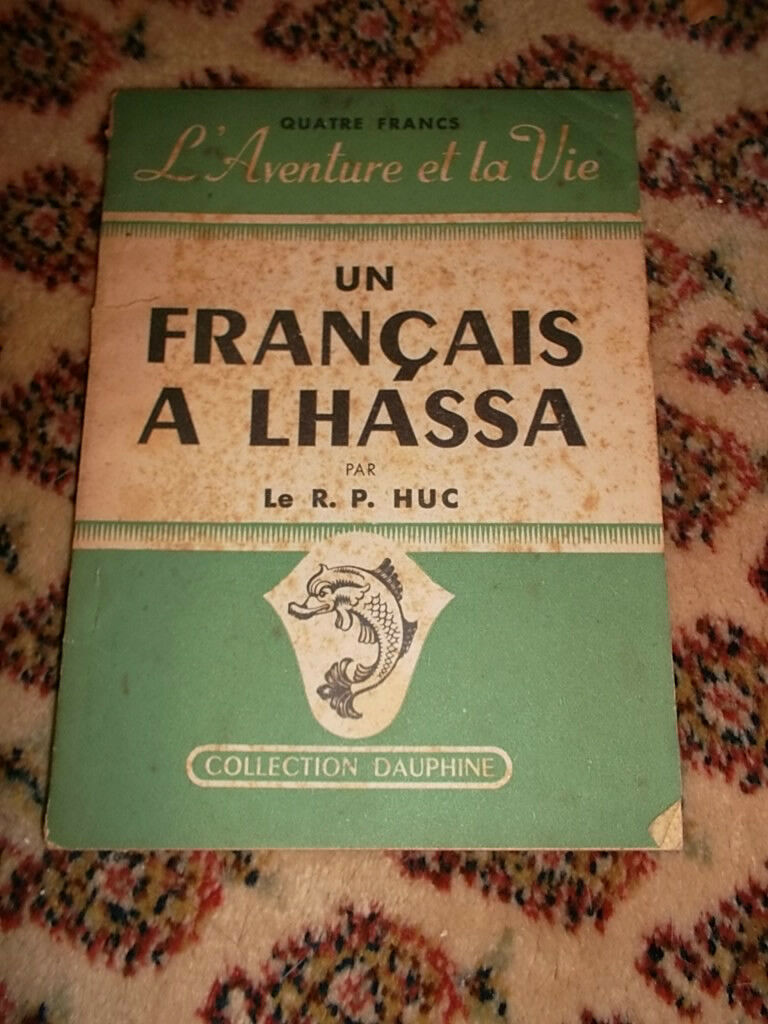 QUATRE FRANCS
L'Aventure et la Vie
UN
FRANÇAIS
A LHASSA
PAR
Le R. P. HUC
COLLECTION DAUPHINE